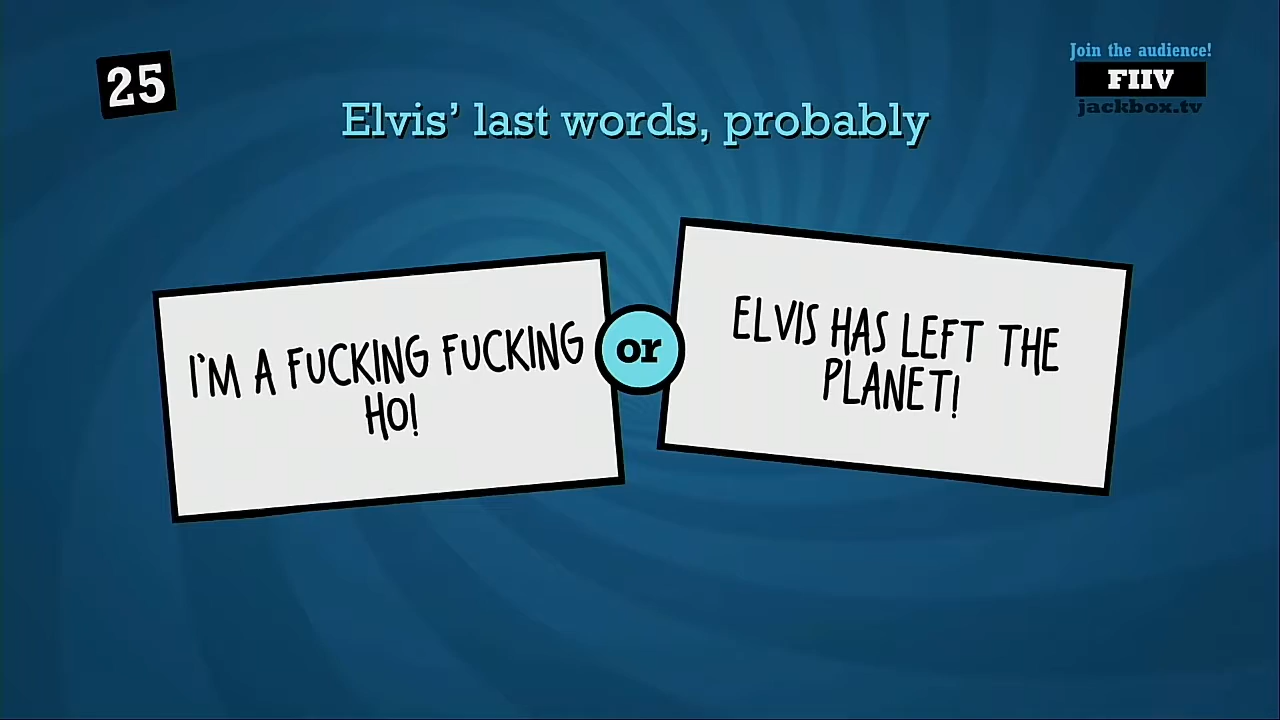 25
Join the audience!
FIIV
jackbox.tv
Elvis’ last words, probably
I'M A FUCKING FUCKING
HO!
or
ELVIS HAS LEFT THE
PLANET!